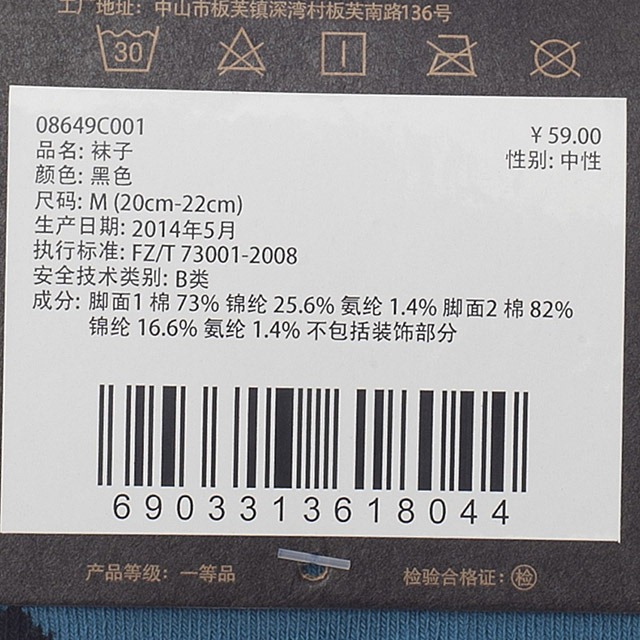 工厂地址: 中山市板芙镇深湾村板芙南路136号
30
08649C001
¥ 59.00
品名: 袜子
性别: 中性
颜色: 黑色
尺码: M (20cm-22cm)
生产日期: 2014年5月
执行标准: FZ/T 73001-2008
安全技术类别: B类
成分: 脚面1 棉 73% 锦纶 25.6% 氨纶 1.4% 脚面2 棉 82%
锦纶 16.6% 氨纶 1.4% 不包括装饰部分
6903313618044
产品等级: 一等品
检验合格证: 检